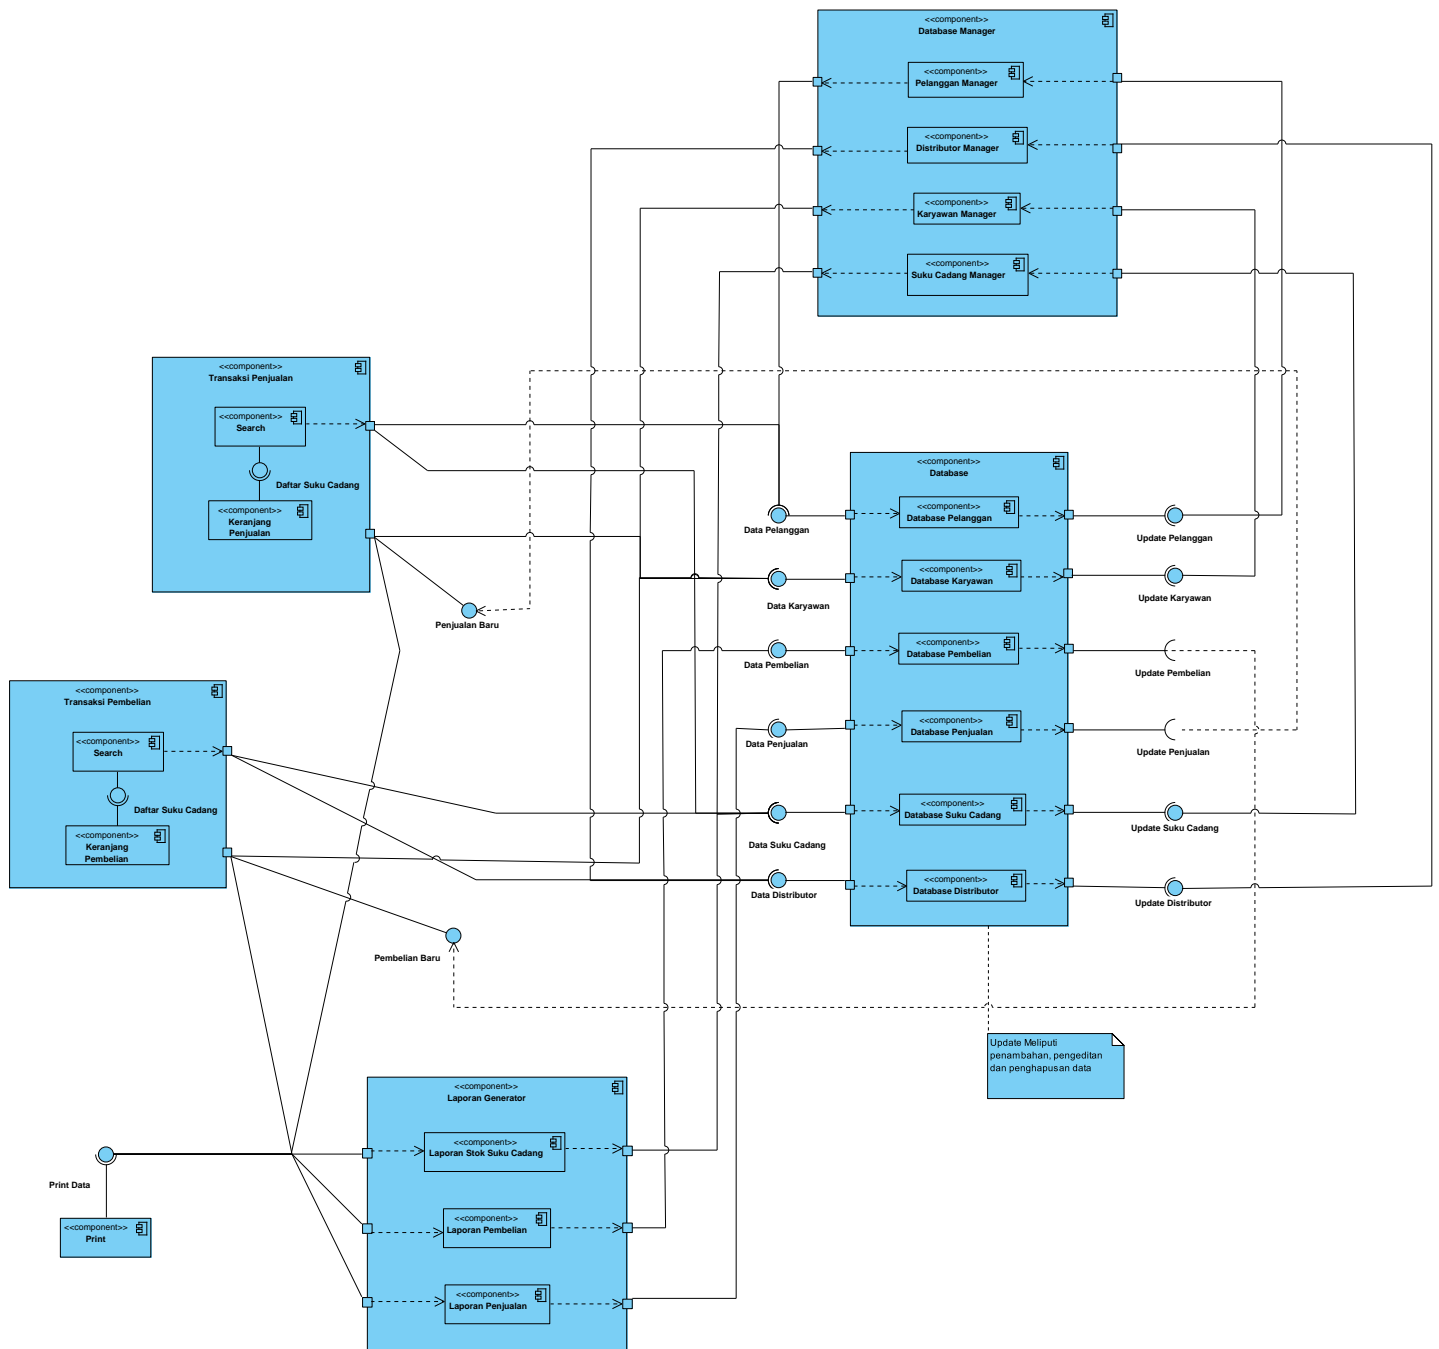 <<component>>
Database Manager
<<component>>
Pelanggan Manager
<<component>>
Distributor Manager
<<component>>
Karyawan Manager
<<component>>
Suku Cadang Manager
<<component>>
Transaksi Penjualan
<<component>>
Search
Daftar Suku Cadang
<<component>>
Keranjang
Penjualan
Penjualan Baru
<<component>>
Database
<<component>>
Database Pelanggan
<<component>>
Database Karyawan
<<component>>
Database Pembelian
<<component>>
Database Penjualan
<<component>>
Database Suku Cadang
<<component>>
Database Distributor
Data Pelanggan
Data Karyawan
Data Pembelian
Data Penjualan
Data Suku Cadang
Data Distributor
Update Pelanggan
Update Karyawan
Update Pembelian
Update Penjualan
Update Suku Cadang
Update Distributor
<<component>>
Transaksi Pembelian
<<component>>
Search
Daftar Suku Cadang
<<component>>
Keranjang
Pembelian
Pembelian Baru
Update Meliputi
penambahan, pengeditan
dan penghapusan data
<<component>>
Laporan Generator
<<component>>
Laporan Stok Suku Cadang
<<component>>
Laporan Pembelian
<<component>>
Laporan Penjualan
Print Data
<<component>>
Print